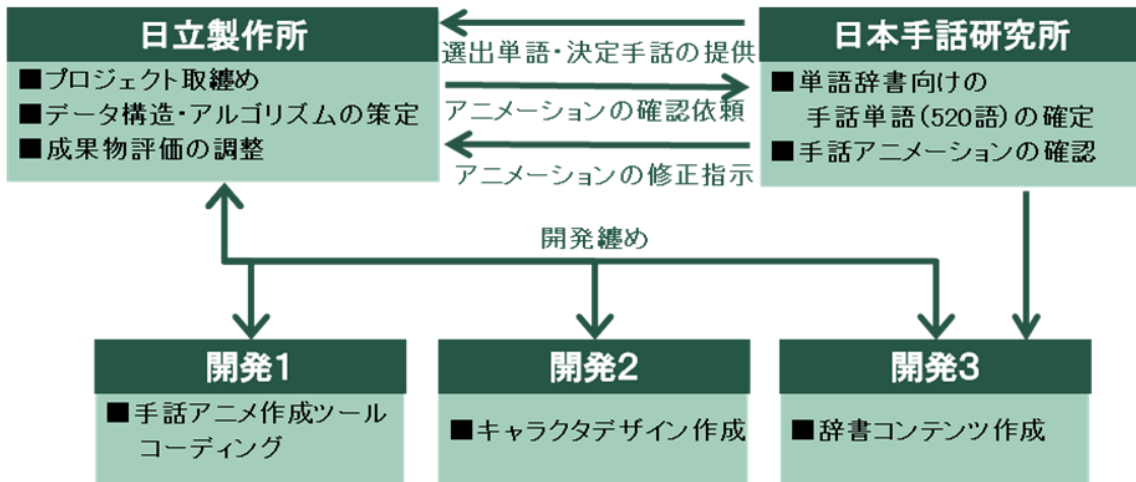 日立製作所
■プロジェクト取纏め
■データ構造・アルゴリズムの策定
■成果物評価の調整
選出単語・決定手話の提供
アニメーションの確認依頼
アニメーションの修正指示
日本手話研究所
■単語辞書向けの
手話単語(520語)の確定
■手話アニメーションの確認
開発纏め
開発1
■手話アニメ作成ツール
コーディング
開発2
■キャラクタデザイン作成
開発3
■辞書コンテンツ作成